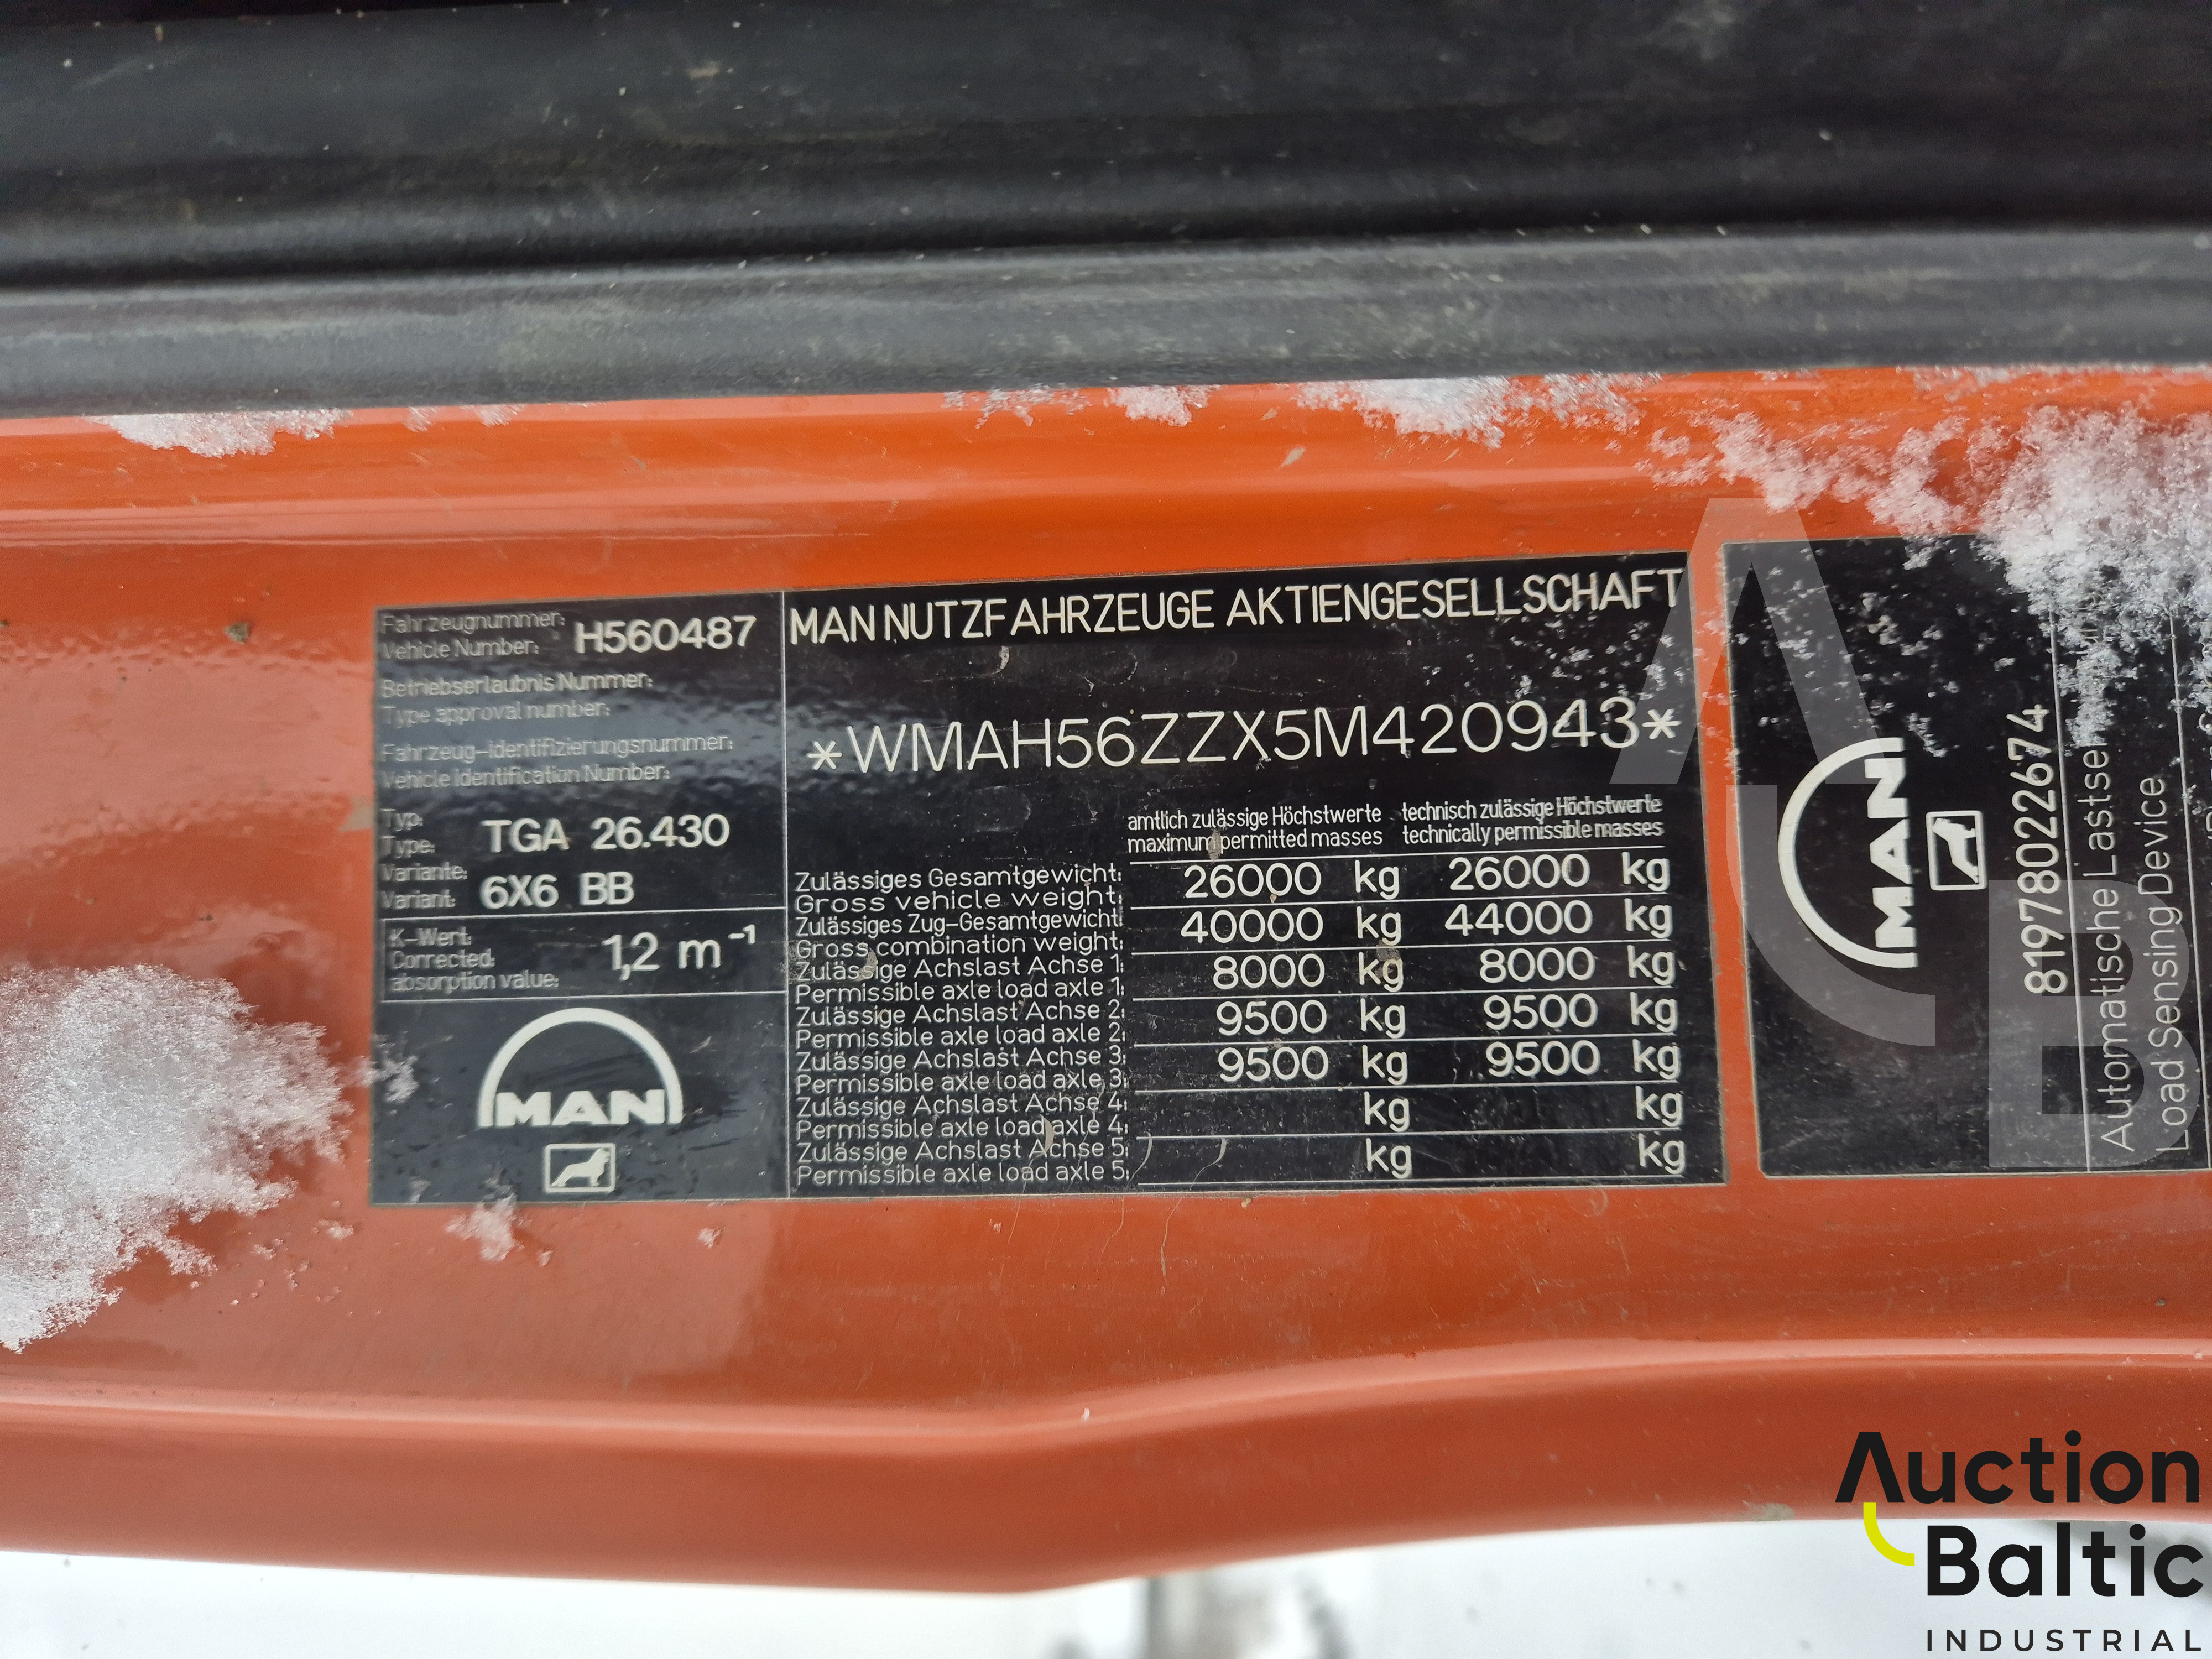 Fahrzeugnummer:
Vehicle Number: H560487
Betriebserlaubnis Nummer:
Type approval number:
Fahrzeug-Identifizierungsnummer:
Vehicle Identification Number:
Typ:
Type: TGA 26.430
Variante:
Variant: 6X6 BB
K-Wert:
Corrected: 1,2 m⁻¹
absorption value:
MAN
MAN NUTZFAHRZEUGE AKTIENGESELLSCHAFT
*WMAH56ZZX5M420943*
amtlich zulässige Höchstwerte technisch zulässige Höchstwerte
maximum permitted masses technically permissible masses
Zulässiges Gesamtgewicht: 26000 kg 26000 kg
Gross vehicle weight:
Zulässiges Zug-Gesamtgewicht: 40000 kg 44000 kg
Gross combination weight:
Zulässige Achslast Achse 1: 8000 kg 8000 kg
Permissible axle load axle 1:
Zulässige Achslast Achse 2: 9500 kg 9500 kg
Permissible axle load axle 2:
Zulässige Achslast Achse 3: 9500 kg 9500 kg
Permissible axle load axle 3:
Zulässige Achslast Achse 4: kg kg
Permissible axle load axle 4:
Zulässige Achslast Achse 5: kg kg
Permissible axle load axle 5:
MAN
81978022674
Automatische Lastse
Load Sensing Device
Auction
Baltic
INDUSTRIAL